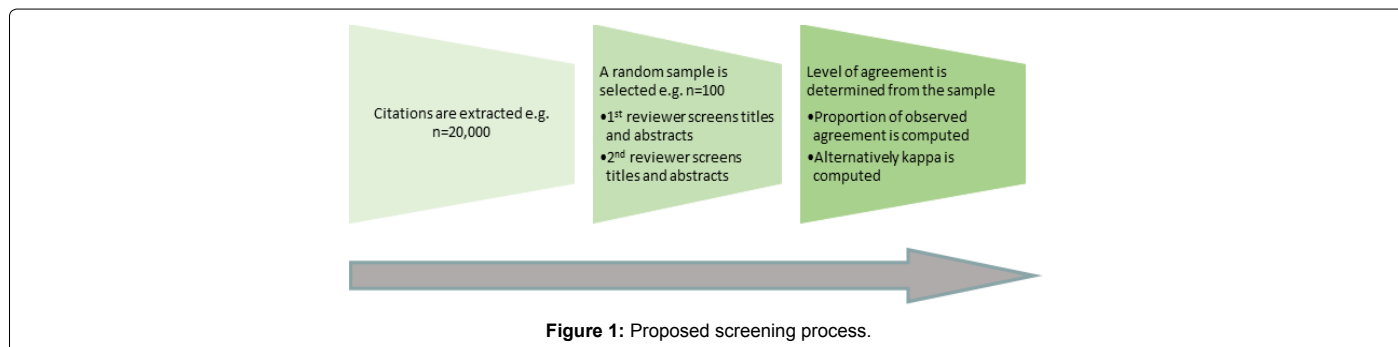 Citations are extracted e.g.
n=20,000
A random sample is
selected e.g. n=100
•1st reviewer screens titles
and abstracts
•2nd reviewer screens
titles and abstracts
Level of agreement is
determined from the sample
•Proportion of observed
agreement is computed
•Alternatively kappa is
computed
Figure 1: Proposed screening process.